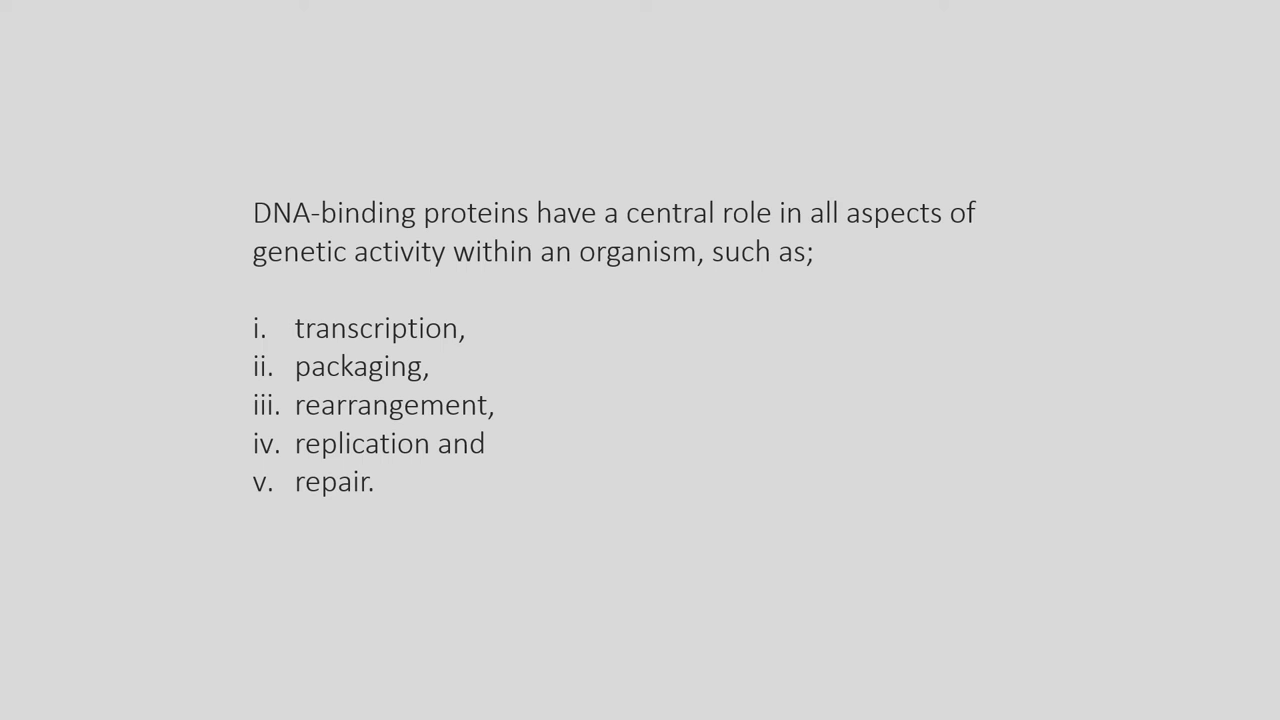 DNA-binding proteins have a central role in all aspects of
genetic activity within an organism, such as;
i. transcription,
ii. packaging,
iii. rearrangement,
iv. replication and
v. repair.